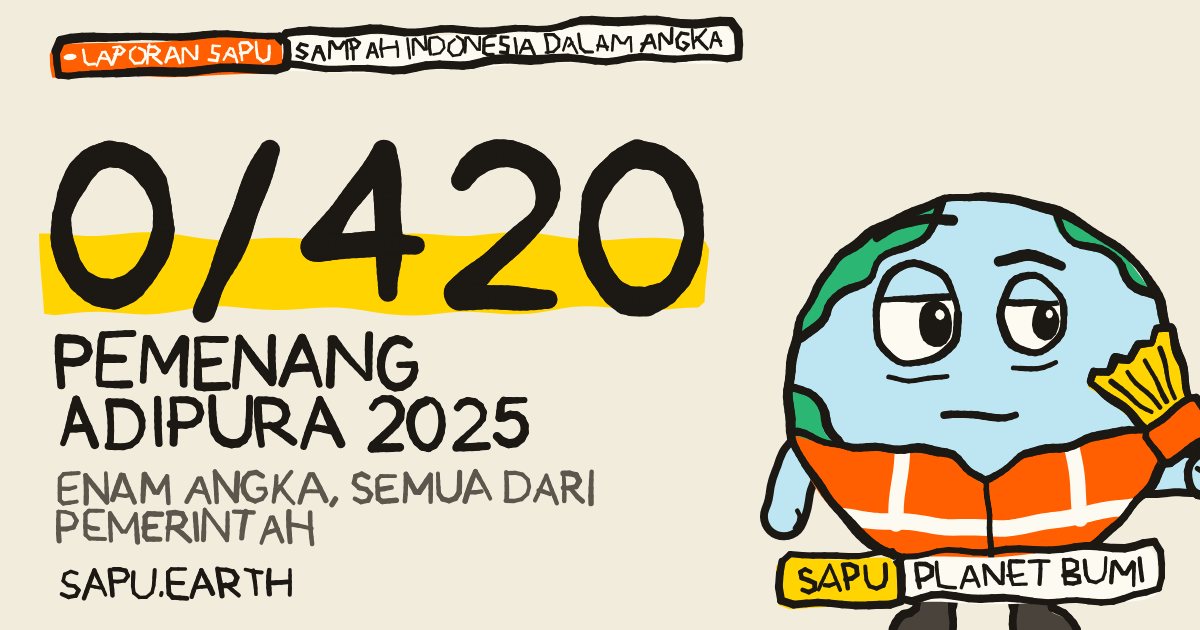 LAPORAN SAPU SAMPAH INDONESIA DALAM ANGKA
0/420
PEMENANG
ADIPURA 2025
ENAM ANGKA, SEMUA DARI
PEMERINTAH
SAPU.EARTH
SAPU PLANET BUMI